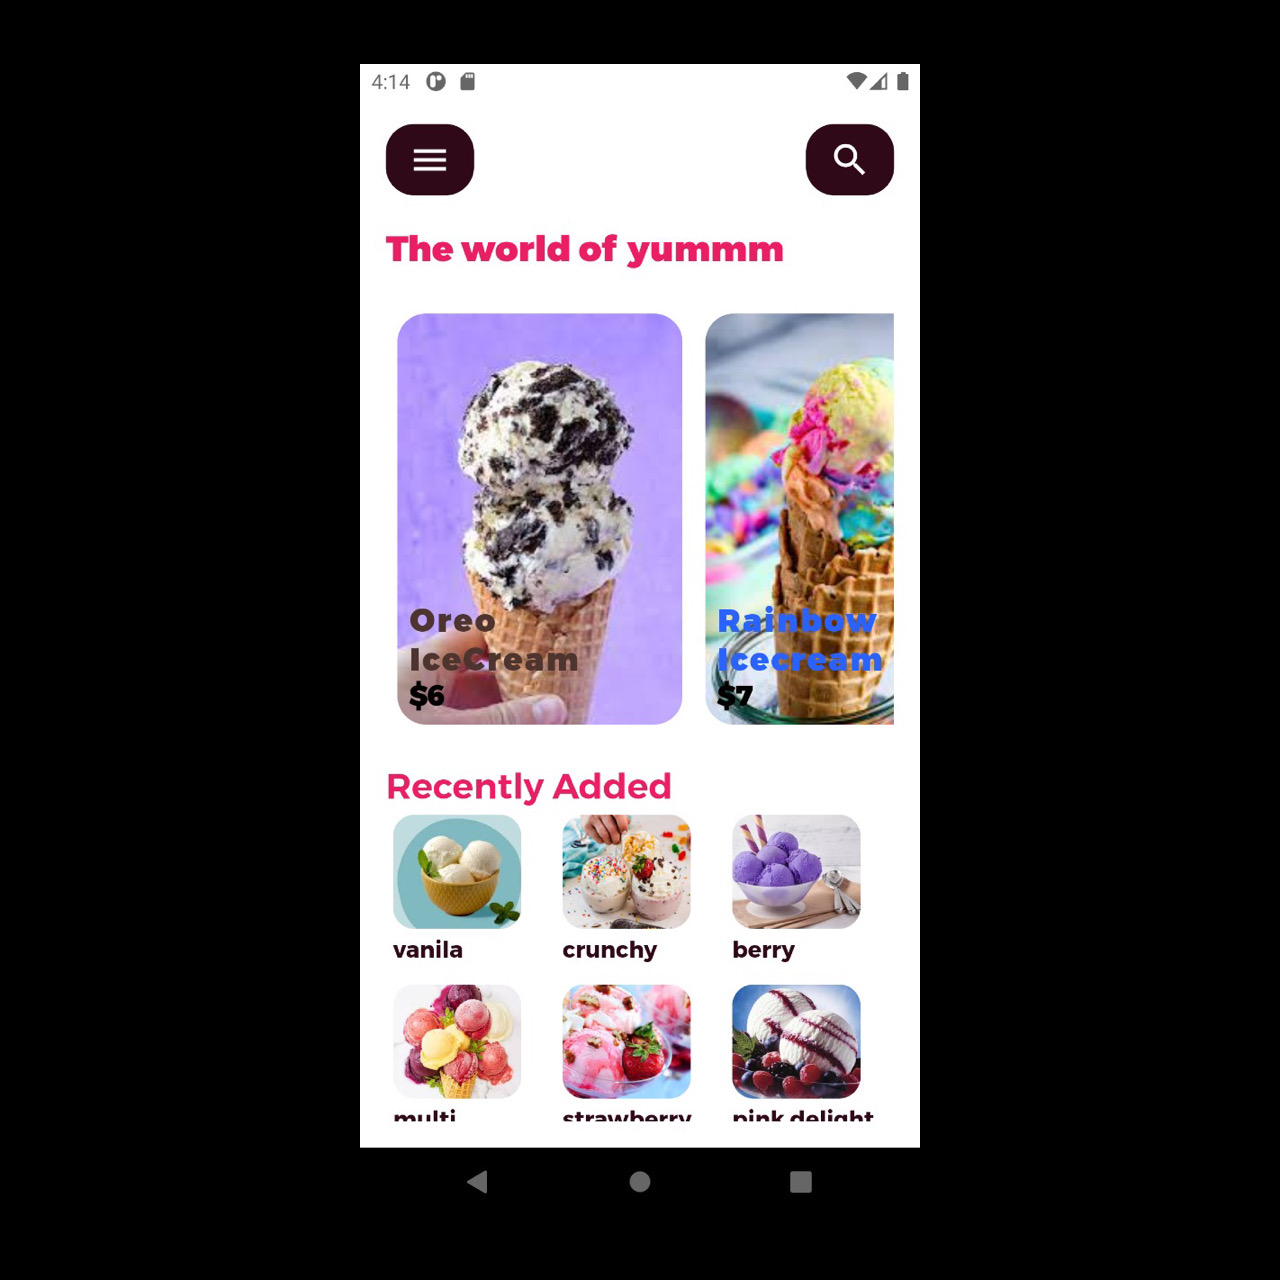 4:14
The world of yummm
Oreo
IceCream
$6
Rainbow
Icecream
$7
Recently Added
vanila
crunchy
berry
multi
strawberry
pink delight